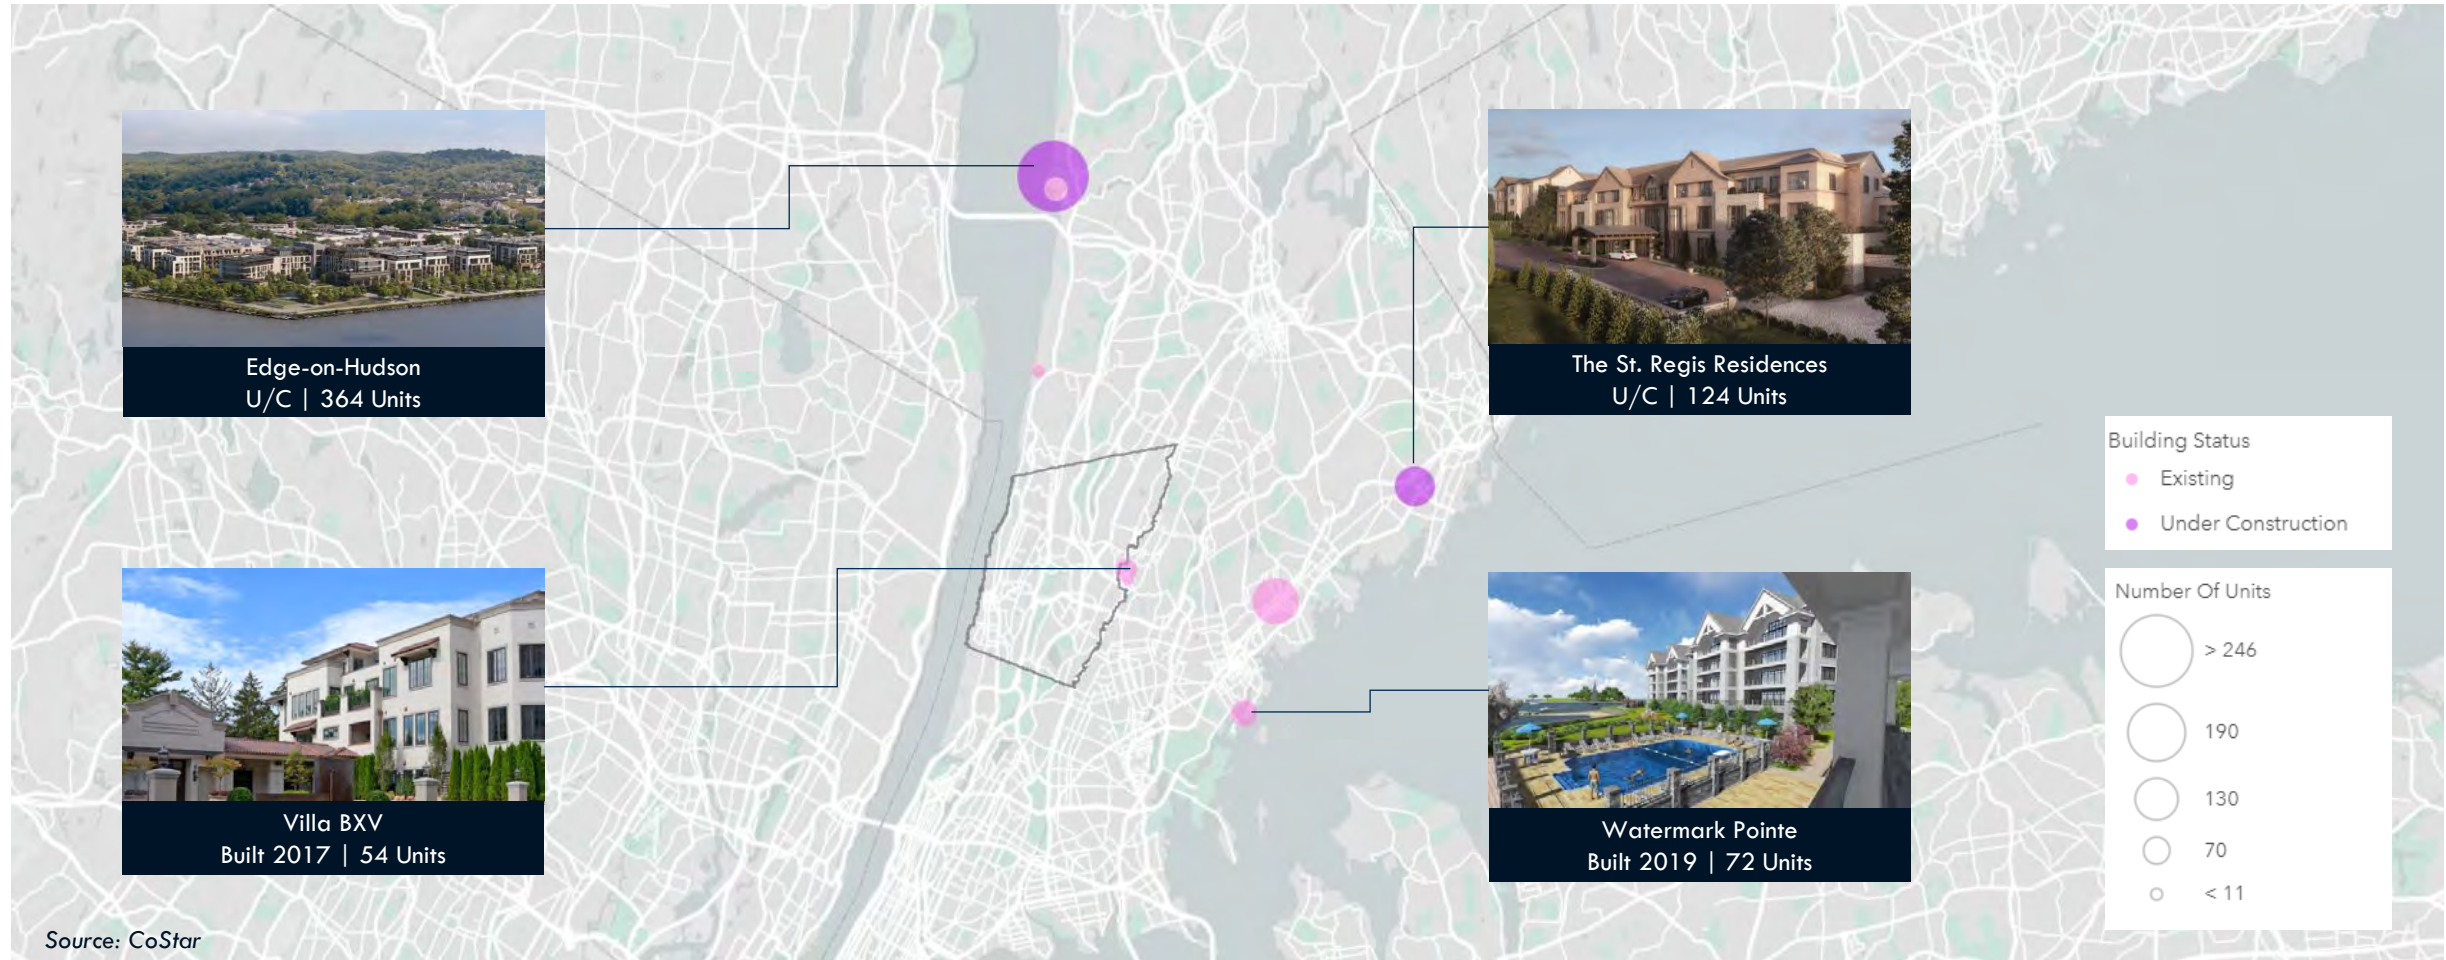 Edge-on-Hudson
U/C | 364 Units
The St. Regis Residences
U/C | 124 Units
Villa BXV
Built 2017 | 54 Units
Watermark Pointe
Built 2019 | 72 Units
Building Status
Existing
Under Construction
Number Of Units
> 246
190
130
70
< 11
Source: CoStar